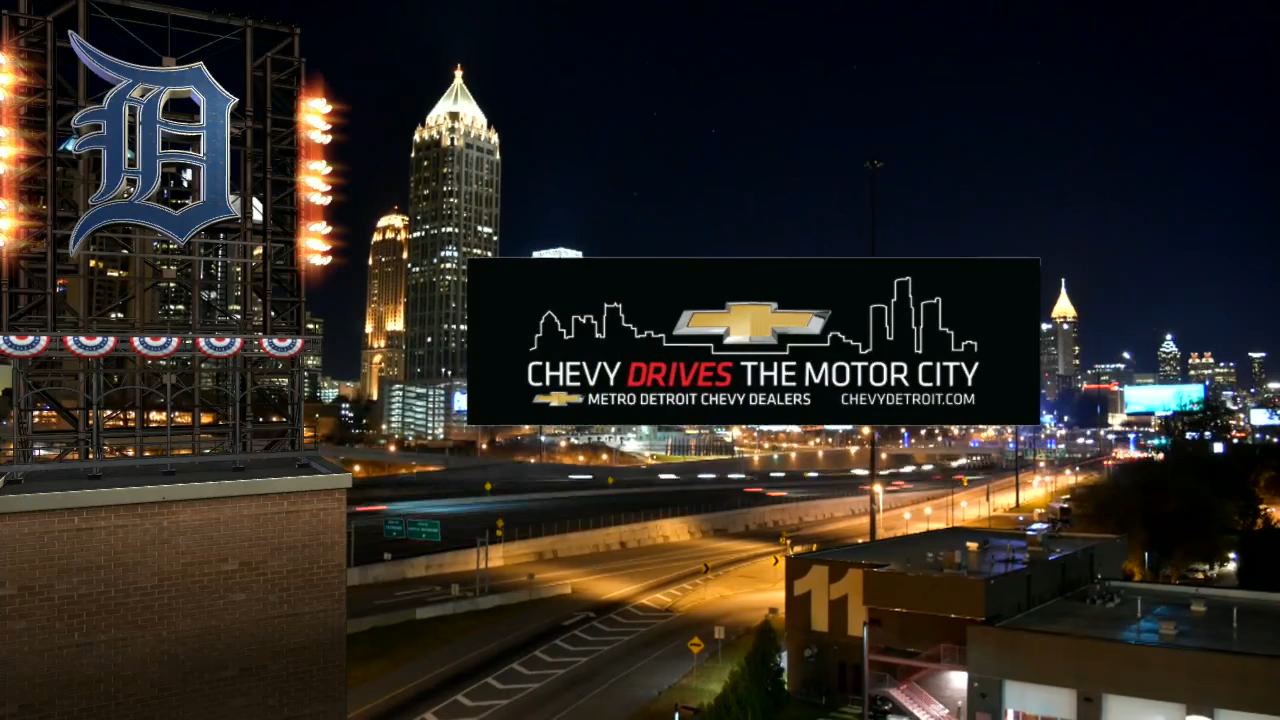 D
CHEVY DRIVES THE MOTOR CITY
METRO DETROIT CHEVY DEALERS CHEVYDETROIT.COM
11